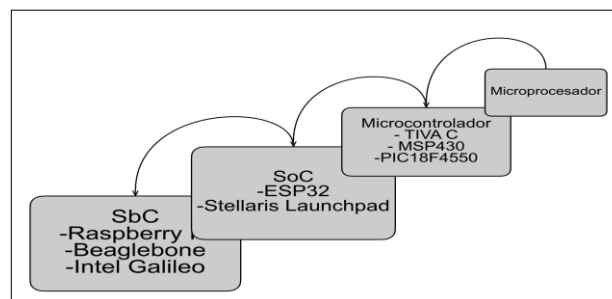 Microprocesador
Microcontrolador
- TIVA C
- MSP430
-PIC18F4550
SoC
-ESP32
-Stellaris Launchpad
SbC
-Raspberry
-Beaglebone
-Intel Galileo